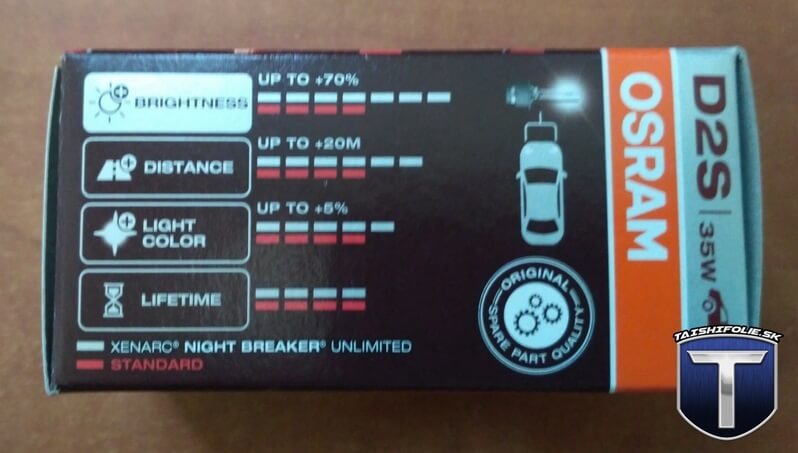 UP TO +70%
BRIGHTNESS
UP TO +20M
DISTANCE
UP TO +5%
LIGHT
COLOR
LIFETIME
XENARC® NIGHT BREAKER® UNLIMITED
STANDARD
ORIGINAL
SPARE PART QUALITY
OSRAM
D2S | 35W
TAISHIFOLIE.SK
T